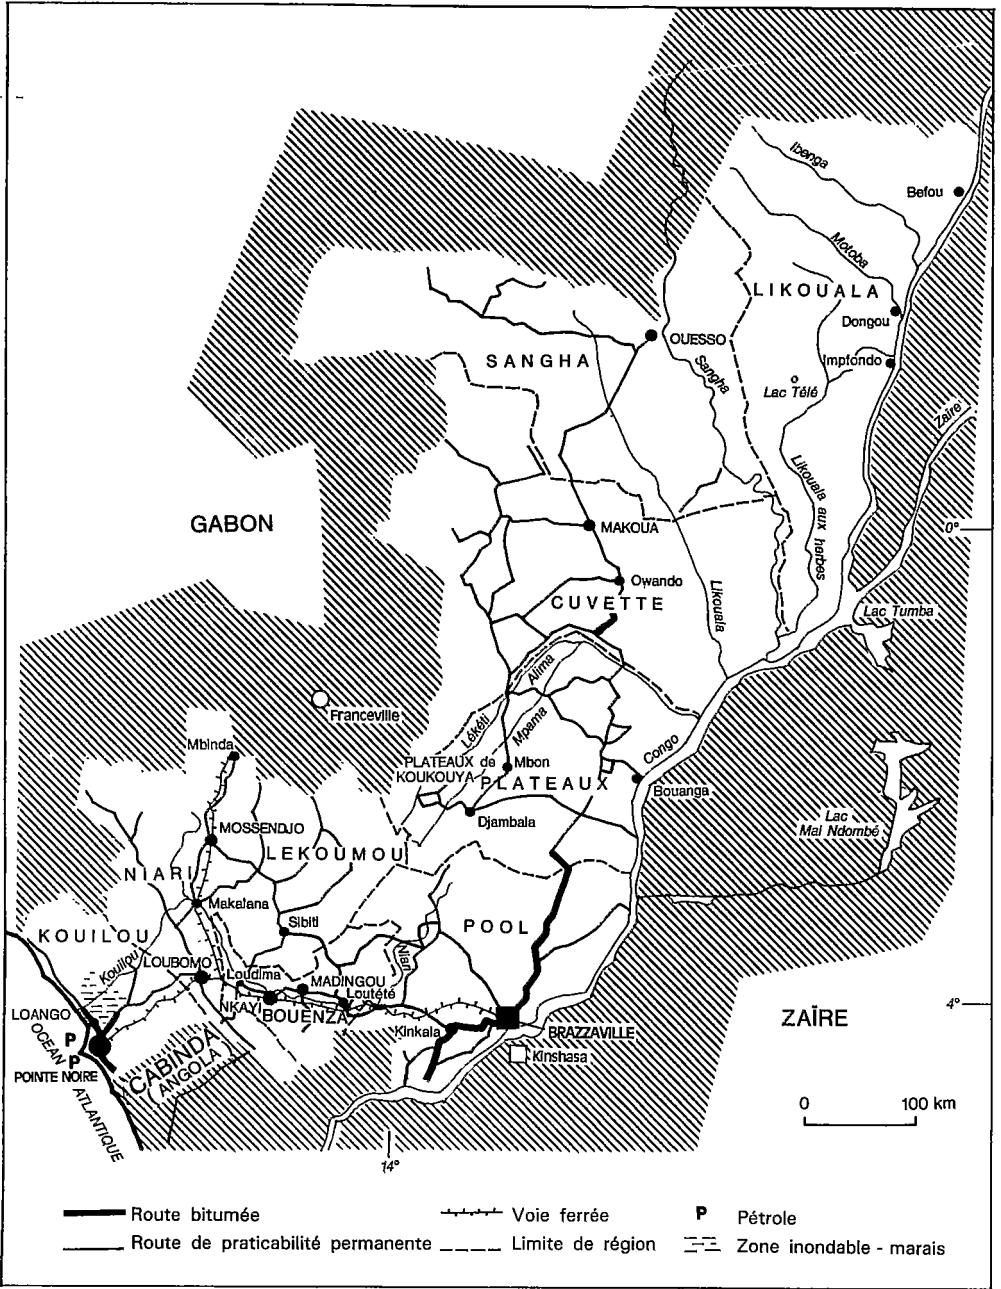 Ibenga
Befou
Motoba
LIKOUALA
Dongou
OUESSO
Impfondo
SANGHA
Sangha
Lac Télé
Zaïre
Likouala aux herbes
GABON
0°
MAKOUA
Owando
CUVETTE
Likouala
Lac Tumba
Alima
Franceville
Lékéti
Mpama
Mbinda
Congo
PLATEAUX de
KOUKOUYA
Mbon
PLATEAUX
Bouanga
Djambala
Lac
Mai Ndombé
MOSSENDJO
LEKOUMOU
NIARI
Makabana
Sibiti
POOL
KOUILOU
Kouilou
LOUBOMO
Loudima
Niari
MADINGOU
Loutété
NKAYI
BOUENZA
4°
LOANGO
ZAÏRE
Kinkala
BRAZZAVILLE
P
P
OCEAN ATLANTIQUE
CABINDA
(ANGOLA)
Kinshasa
POINTE NOIRE
0 100 km
14°
Route bitumée
Voie ferrée
P Pétrole
Route de praticabilité permanente
Limite de région
Zone inondable - marais